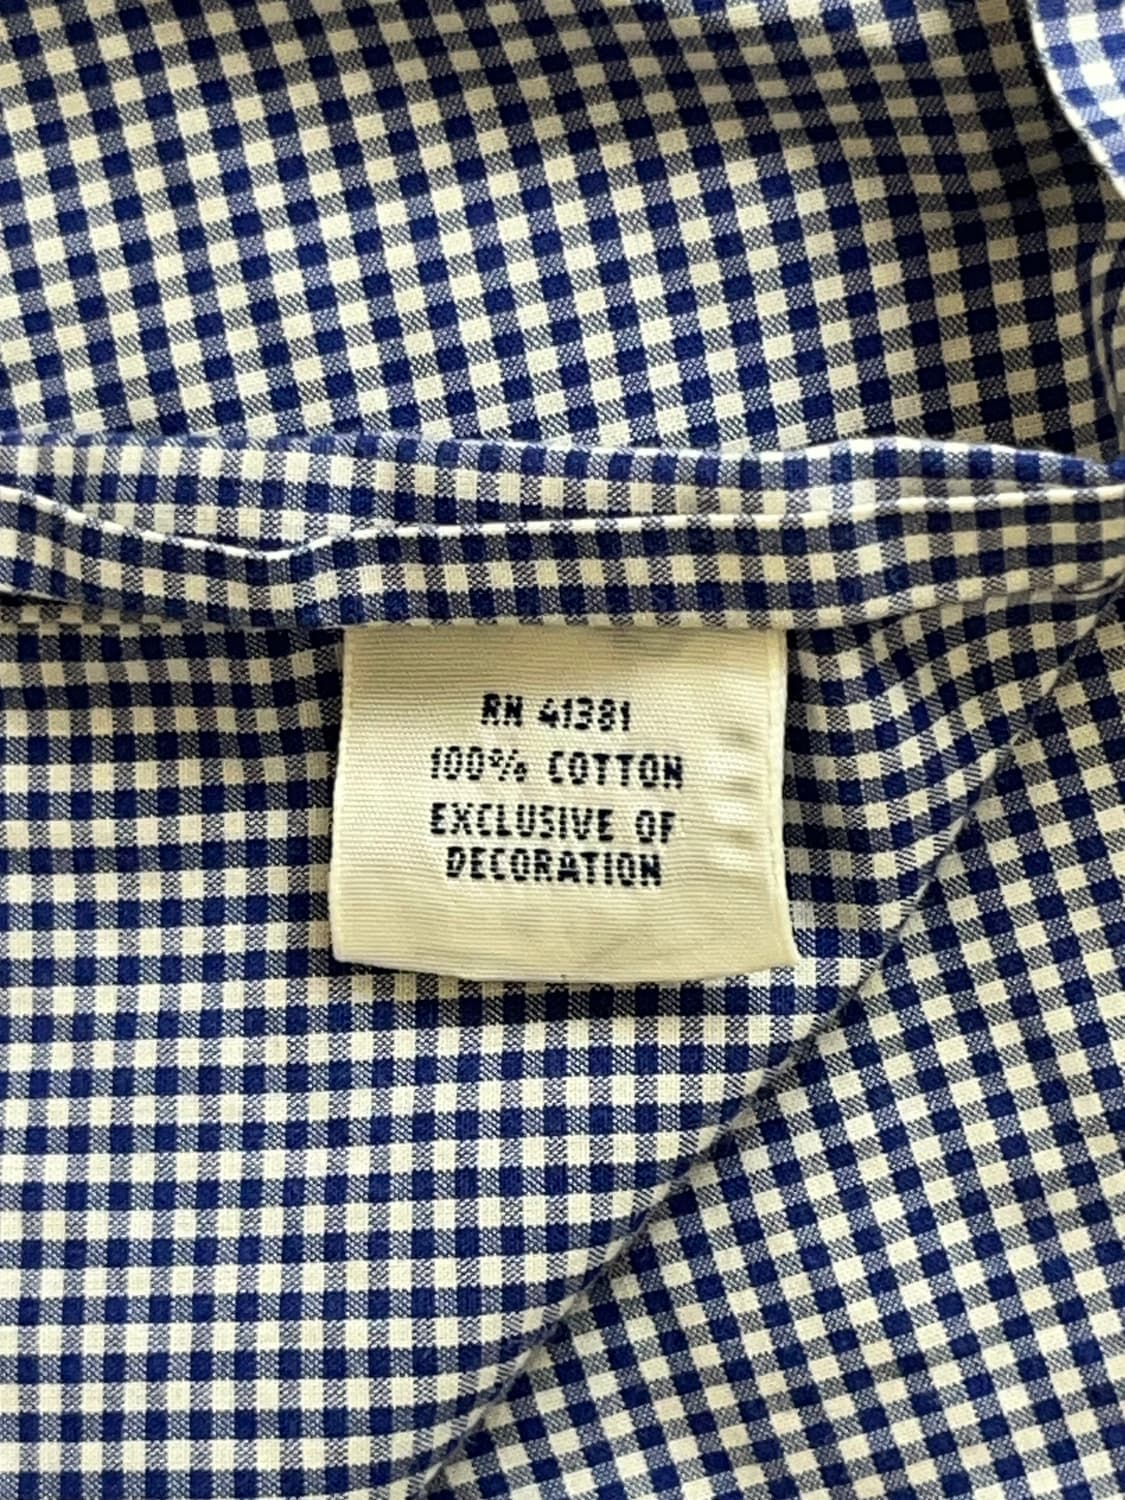 RN 41381
100% COTTON
EXCLUSIVE OF
DECORATION